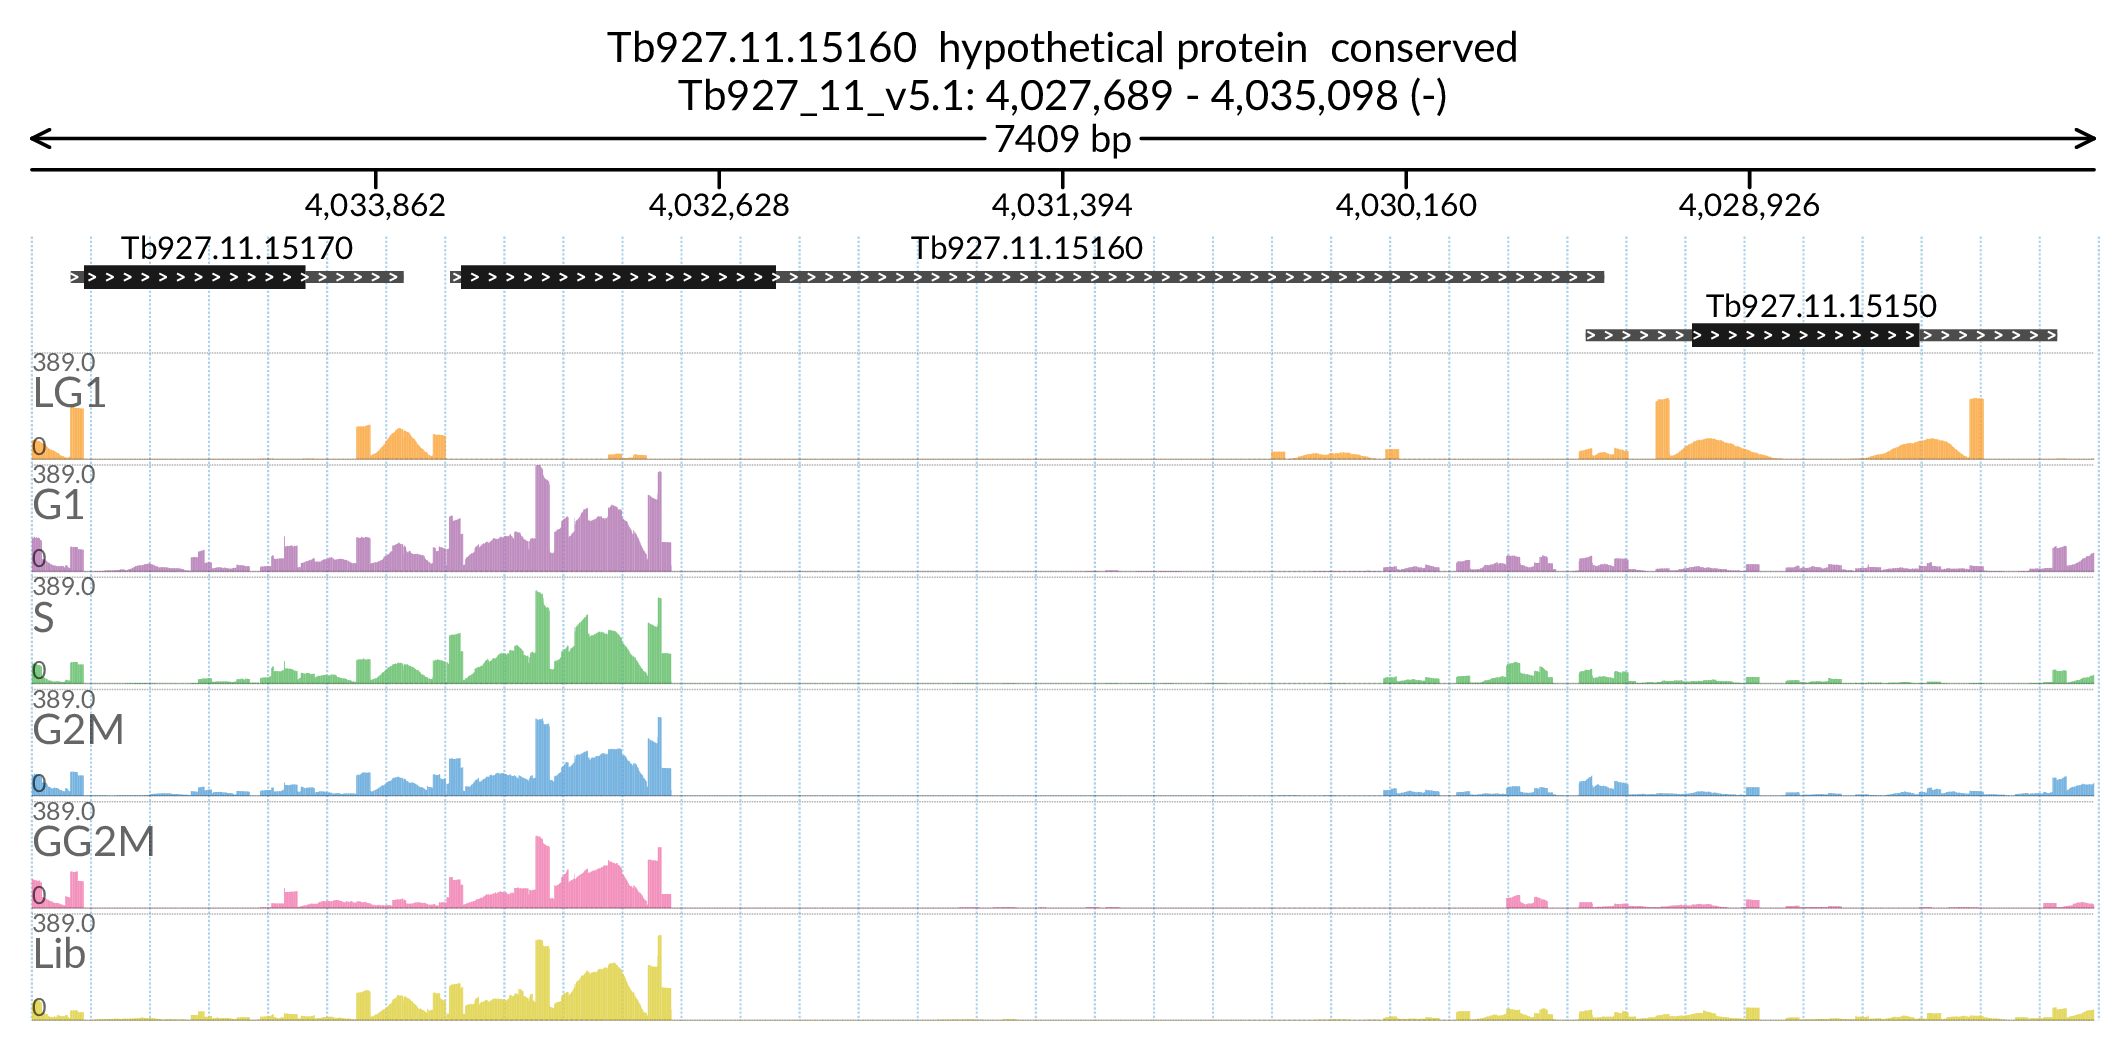 Tb927.11.15160 hypothetical protein conserved
Tb927_11_v5.1: 4,027,689 - 4,035,098 (-)
7409 bp
4,033,862 4,032,628 4,031,394 4,030,160 4,028,926
Tb927.11.15170 Tb927.11.15160
Tb927.11.15150
389.0
LG1
0
389.0
G1
0
389.0
S
0
389.0
G2M
0
389.0
GG2M
0
389.0
Lib
0